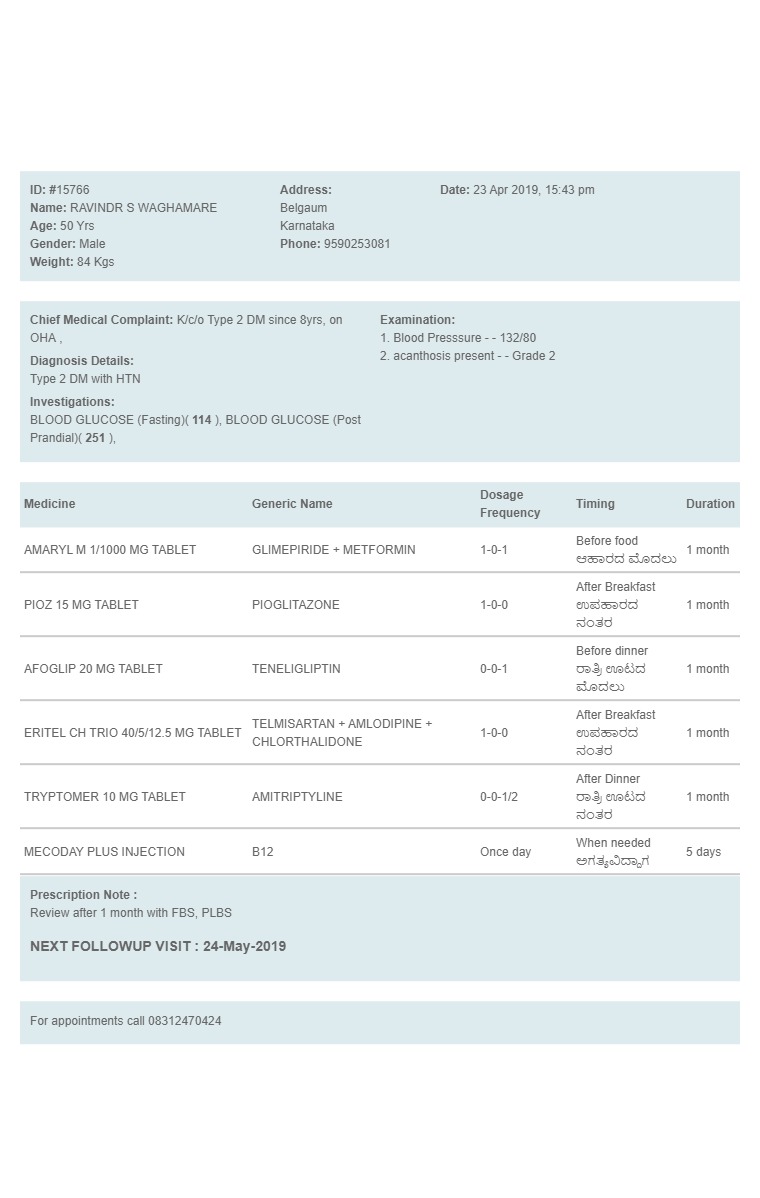 ID: #15766
Name: RAVINDR S WAGHAMARE
Age: 50 Yrs
Gender: Male
Weight: 84 Kgs
Address:
Belgaum
Karnataka
Phone: 9590253081
Date: 23 Apr 2019, 15:43 pm
Chief Medical Complaint: K/c/o Type 2 DM since 8yrs, on
OHA ,
Diagnosis Details:
Type 2 DM with HTN
Investigations:
BLOOD GLUCOSE (Fasting)( 114 ), BLOOD GLUCOSE (Post
Prandial)( 251 ),
Examination:
1. Blood Presssure - - 132/80
2. acanthosis present - - Grade 2
Medicine Generic Name Dosage Frequency Timing Duration
AMARYL M 1/1000 MG TABLET GLIMEPIRIDE + METFORMIN 1-0-1 Before food 1 month
ಆಹಾರದ ಮೊದಲು
PIOZ 15 MG TABLET PIOGLITAZONE 1-0-0 After Breakfast 1 month
ಉಪಹಾರದ
ನಂತರ
AFOGLIP 20 MG TABLET TENELIGLIPTIN 0-0-1 Before dinner 1 month
ರಾತ್ರಿ ಊಟದ
ಮೊದಲು
ERITEL CH TRIO 40/5/12.5 MG TABLET TELMISARTAN + AMLODIPINE + CHLORTHALIDONE 1-0-0 After Breakfast 1 month
ಉಪಹಾರದ
ನಂತರ
TRYPTOMER 10 MG TABLET AMITRIPTYLINE 0-0-1/2 After Dinner 1 month
ರಾತ್ರಿ ಊಟದ
ನಂತರ
MECODAY PLUS INJECTION B12 Once day When needed 5 days
ಅಗತ್ಯವಿದ್ದಾಗ
Prescription Note :
Review after 1 month with FBS, PLBS
NEXT FOLLOWUP VISIT : 24-May-2019
For appointments call 08312470424